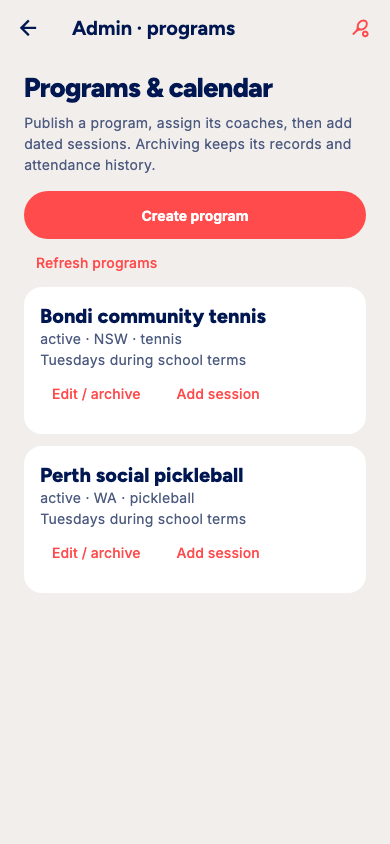 Admin · programs
Programs & calendar
Publish a program, assign its coaches, then add
dated sessions. Archiving keeps its records and
attendance history.
Create program
Refresh programs
Bondi community tennis
active · NSW · tennis
Tuesdays during school terms
Edit / archive Add session
Perth social pickleball
active · WA · pickleball
Tuesdays during school terms
Edit / archive Add session